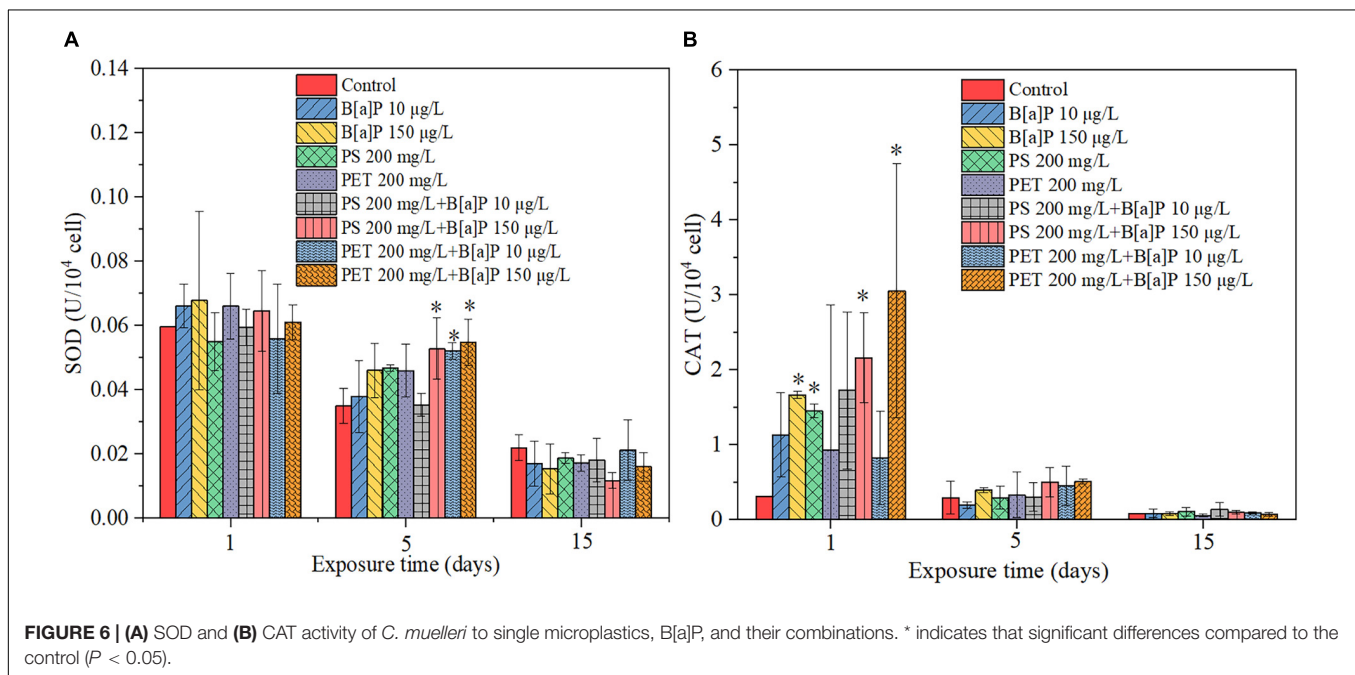 A
0.14
0.12
0.10
0.08
0.06
0.04
0.02
0.00
SOD (U/10⁴ cell)
Control
B[a]P 10 μg/L
B[a]P 150 μg/L
PS 200 mg/L
PET 200 mg/L
PS 200 mg/L+B[a]P 10 μg/L
PS 200 mg/L+B[a]P 150 μg/L
PET 200 mg/L+B[a]P 10 μg/L
PET 200 mg/L+B[a]P 150 μg/L
* * *
1 5 15
Exposure time (days)
B
6
5
4
3
2
1
0
CAT (U/10⁴ cell)
Control
B[a]P 10 μg/L
B[a]P 150 μg/L
PS 200 mg/L
PET 200 mg/L
PS 200 mg/L+B[a]P 10 μg/L
PS 200 mg/L+B[a]P 150 μg/L
PET 200 mg/L+B[a]P 10 μg/L
PET 200 mg/L+B[a]P 150 μg/L
* * * *
1 5 15
Exposure time (days)
FIGURE 6 | (A) SOD and (B) CAT activity of C. muelleri to single microplastics, B[a]P, and their combinations. * indicates that significant differences compared to the
control (P < 0.05).